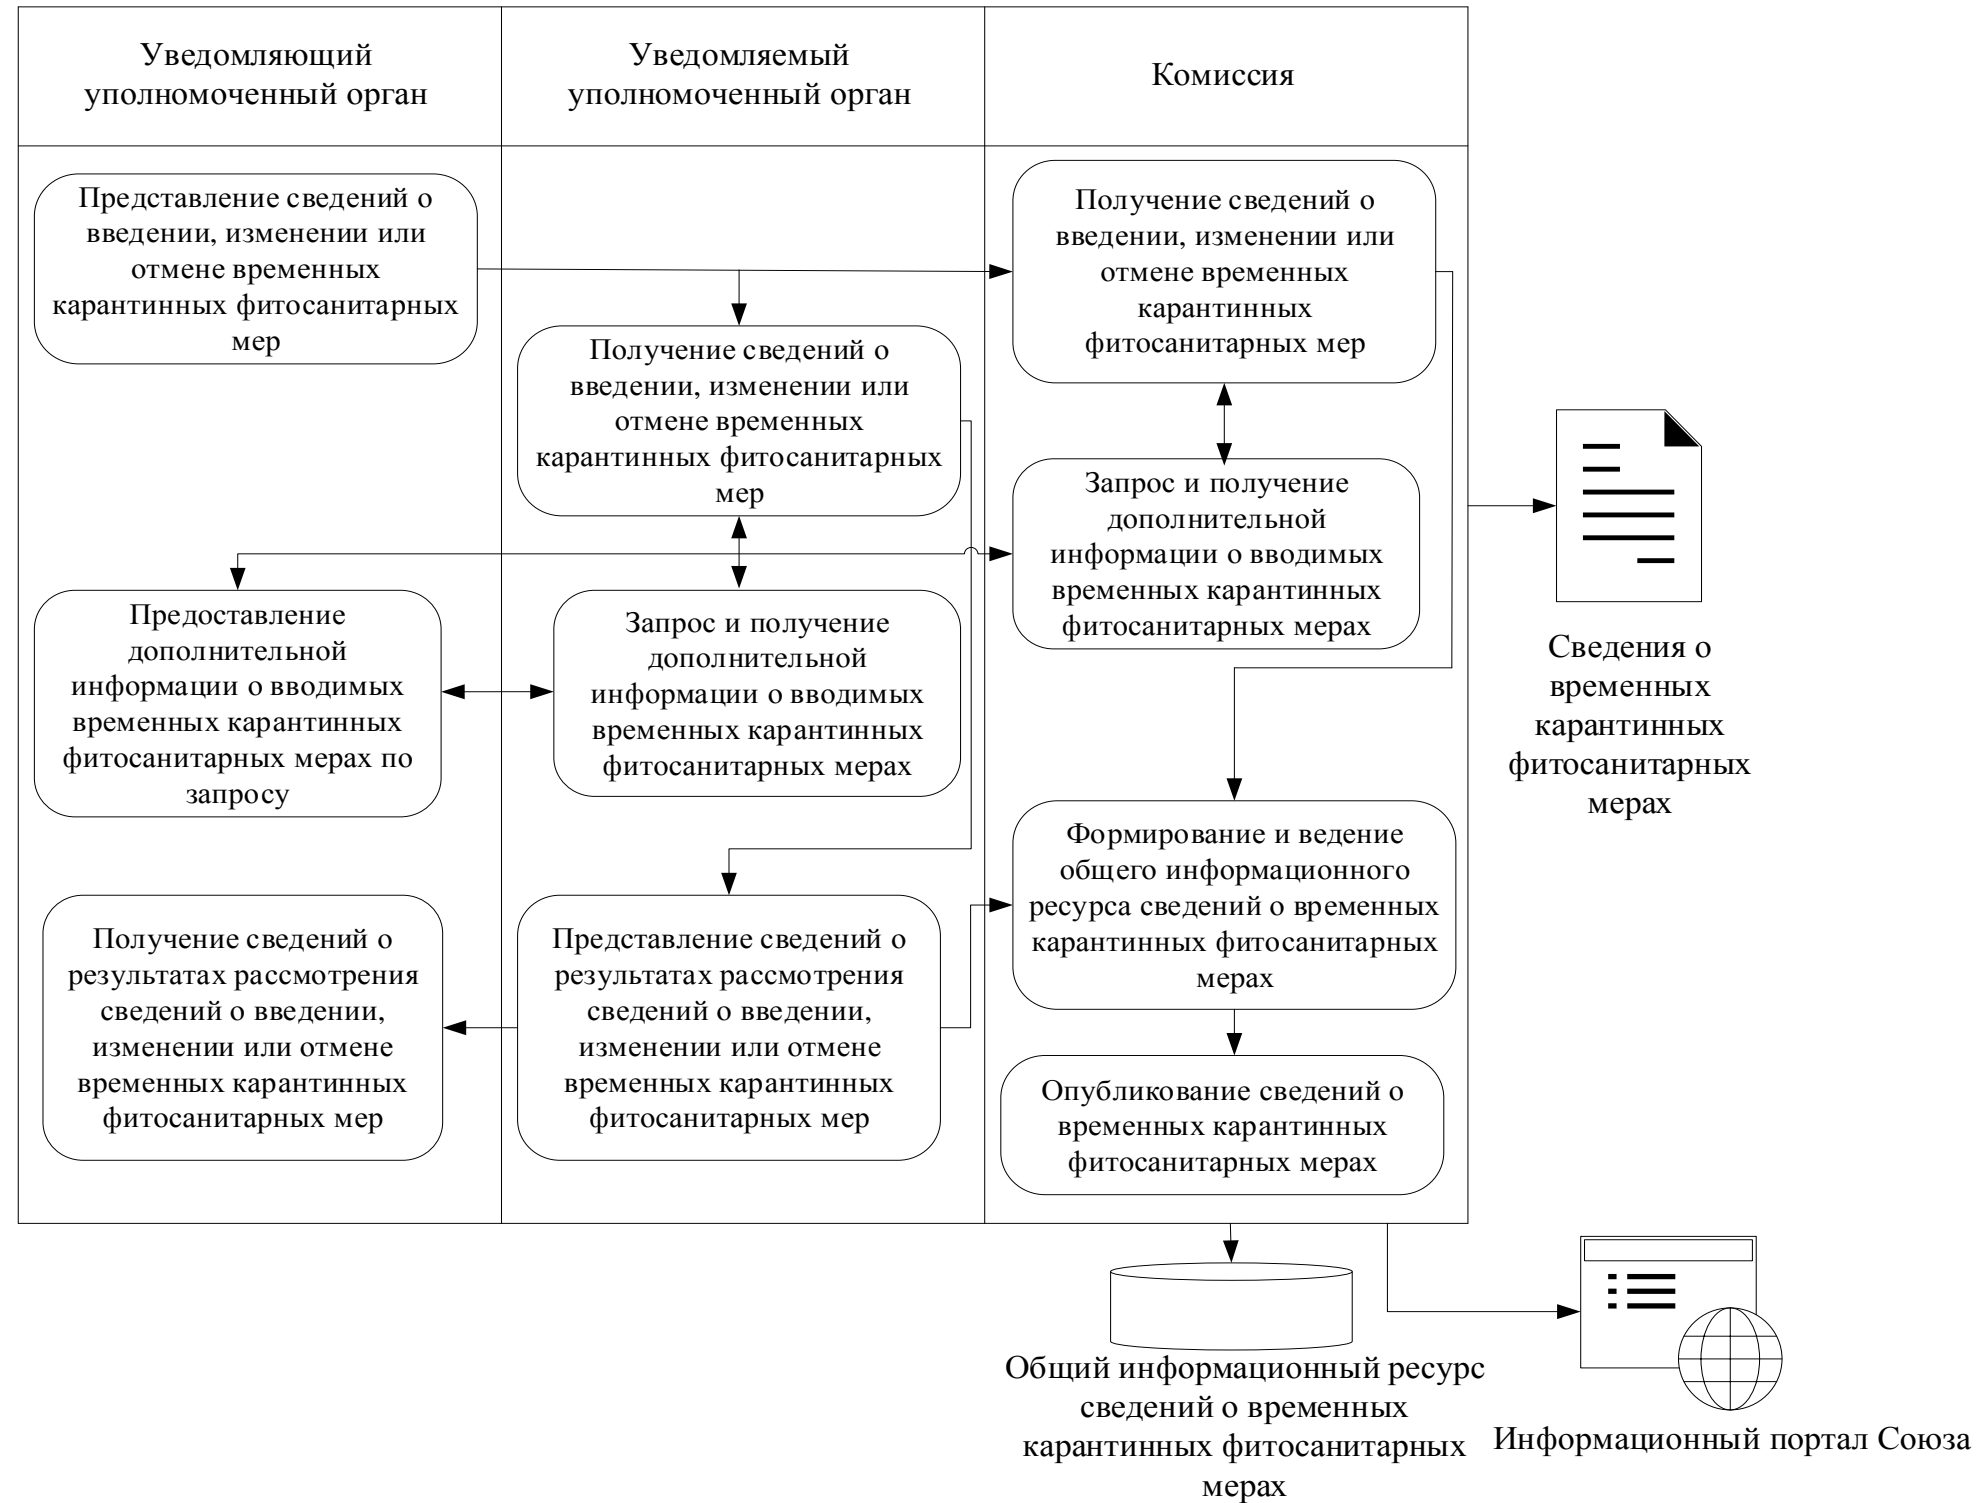 Уведомляющий
уполномоченный орган
Уведомляемый
уполномоченный орган
Комиссия
Представление сведений о
введении, изменении или
отмене временных
карантинных фитосанитарных
мер
Получение сведений о
введении, изменении или
отмене временных
карантинных
фитосанитарных мер
Получение сведений о
введении, изменении или
отмене временных
карантинных фитосанитарных
мер
Запрос и получение
дополнительной
информации о вводимых
временных карантинных
фитосанитарных мерах
Предоставление
дополнительной
информации о вводимых
временных карантинных
фитосанитарных мерах по
запросу
Запрос и получение
дополнительной
информации о вводимых
временных карантинных
фитосанитарных мерах
Сведения о
временных
карантинных
фитосанитарных
мерах
Формирование и ведение
общего информационного
ресурса сведений о временных
карантинных фитосанитарных
мерах
Получение сведений о
результатах рассмотрения
сведений о введении,
изменении или отмене
временных карантинных
фитосанитарных мер
Представление сведений о
результатах рассмотрения
сведений о введении,
изменении или отмене
временных карантинных
фитосанитарных мер
Опубликование сведений о
временных карантинных
фитосанитарных мерах
Общий информационный ресурс
сведений о временных
карантинных фитосанитарных
мерах
Информационный портал Союза